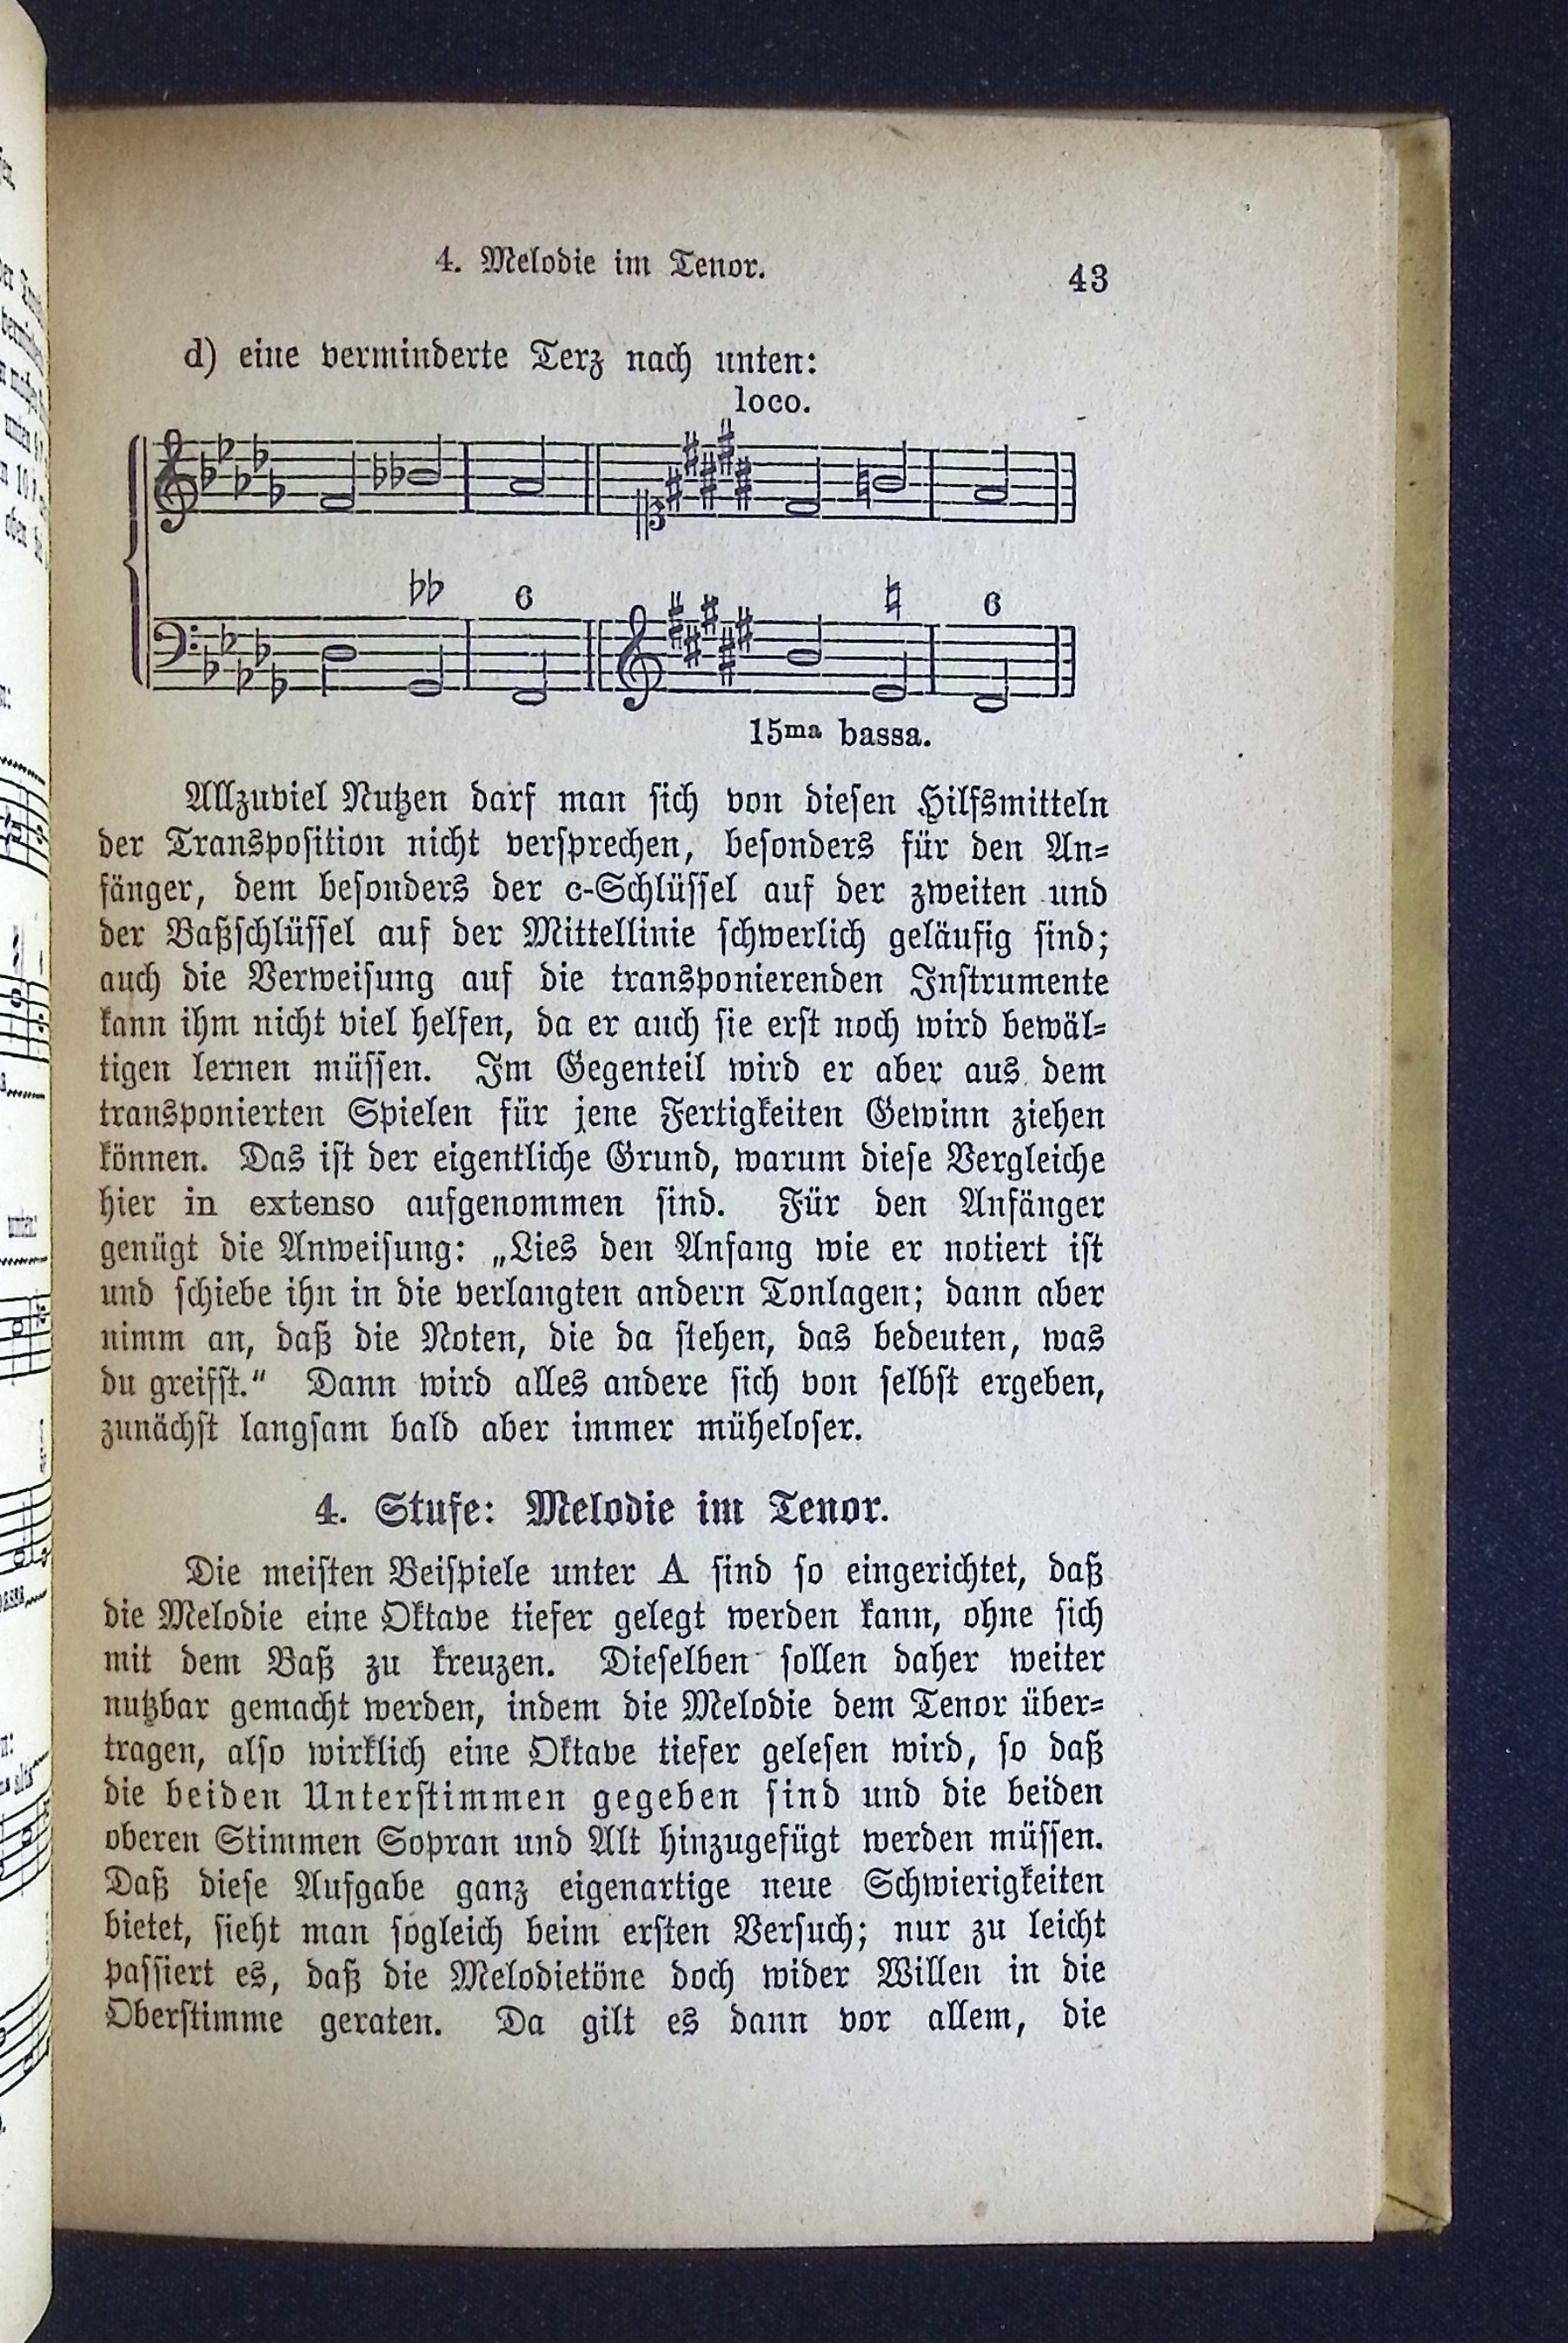 4. Melodie im Tenor.
43
d) eine verminderte Terz nach unten:
loco.
6
6
15ma bassa.
Allzuviel Nutzen darf man sich von diesen Hilfsmitteln
der Transposition nicht versprechen, besonders für den An=
fänger, dem besonders der c-Schlüssel auf der zweiten und
der Baßschlüssel auf der Mittellinie schwerlich geläufig sind;
auch die Verweisung auf die transponierenden Instrumente
kann ihm nicht viel helfen, da er auch sie erst noch wird bewäl=
tigen lernen müssen. Im Gegenteil wird er aber aus dem
transponierten Spielen für jene Fertigkeiten Gewinn ziehen
können. Das ist der eigentliche Grund, warum diese Vergleiche
hier in extenso aufgenommen sind. Für den Anfänger
genügt die Anweisung: „Lies den Anfang wie er notiert ist
und schiebe ihn in die verlangten andern Tonlagen; dann aber
nimm an, daß die Noten, die da stehen, das bedeuten, was
du greifst.“ Dann wird alles andere sich von selbst ergeben,
zunächst langsam bald aber immer müheloser.
4. Stufe: Melodie im Tenor.
Die meisten Beispiele unter A sind so eingerichtet, daß
die Melodie eine Oktave tiefer gelegt werden kann, ohne sich
mit dem Baß zu kreuzen. Dieselben sollen daher weiter
nutzbar gemacht werden, indem die Melodie dem Tenor über=
tragen, also wirklich eine Oktave tiefer gelesen wird, so daß
die beiden Unterstimmen gegeben sind und die beiden
oberen Stimmen Sopran und Alt hinzugefügt werden müssen.
Daß diese Aufgabe ganz eigenartige neue Schwierigkeiten
bietet, sieht man sogleich beim ersten Versuch; nur zu leicht
passiert es, daß die Melodietöne doch wider Willen in die
Oberstimme geraten. Da gilt es dann vor allem, die